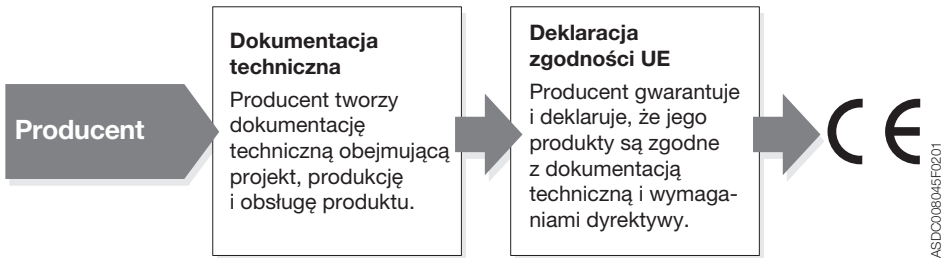 Producent
Dokumentacja
techniczna
Producent tworzy
dokumentację
techniczną obejmującą
projekt, produkcję
i obsługę produktu.
Deklaracja
zgodności UE
Producent gwarantuje
i deklaruje, że jego
produkty są zgodne
z dokumentacją
techniczną i wymaga-
niami dyrektywy.
CE
ASDC008045F0201